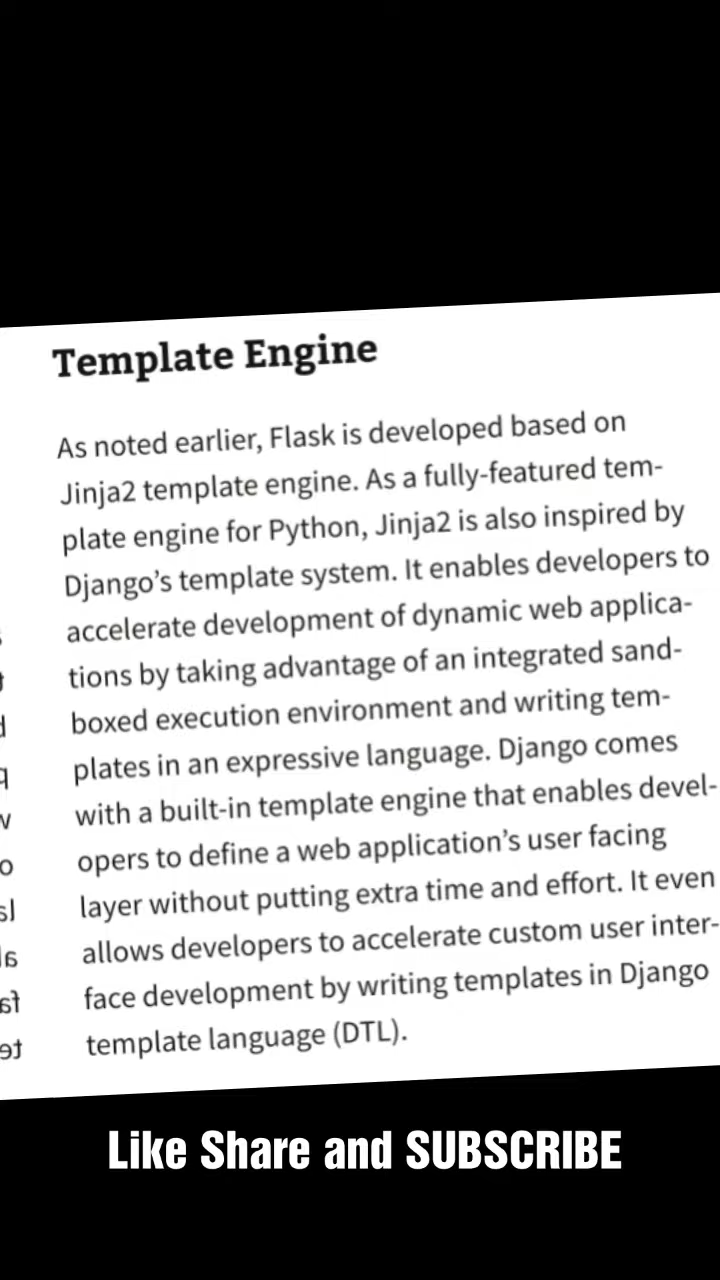 Template Engine
As noted earlier, Flask is developed based on
Jinja2 template engine. As a fully-featured tem-
plate engine for Python, Jinja2 is also inspired by
Django’s template system. It enables developers to
accelerate development of dynamic web applica-
tions by taking advantage of an integrated sand-
boxed execution environment and writing tem-
plates in an expressive language. Django comes
with a built-in template engine that enables devel-
opers to define a web application’s user facing
layer without putting extra time and effort. It even
allows developers to accelerate custom user inter-
face development by writing templates in Django
template language (DTL).
Like Share and SUBSCRIBE